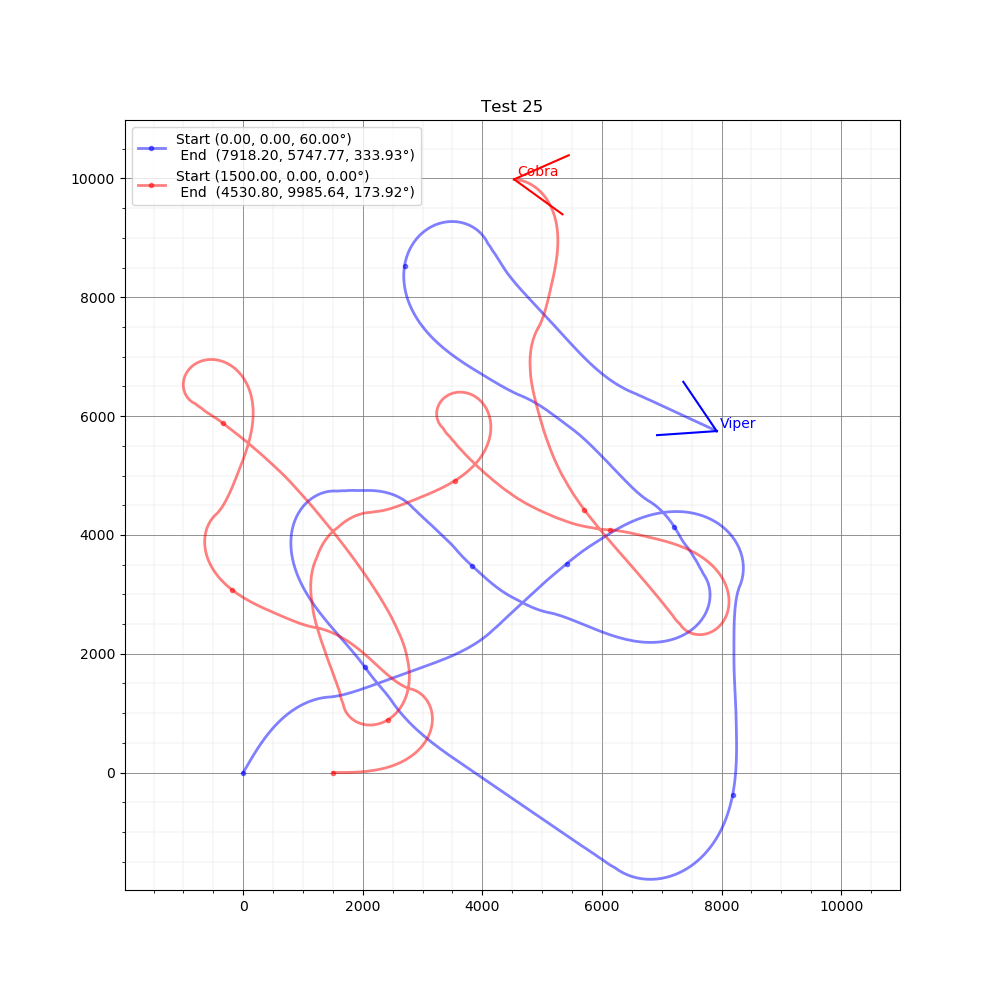 Test 25
Start (0.00, 0.00, 60.00°)
End (7918.20, 5747.77, 333.93°)
Start (1500.00, 0.00, 0.00°)
End (4530.80, 9985.64, 173.92°)
Cobra
Viper
10000
8000
6000
4000
2000
0
0 2000 4000 6000 8000 10000